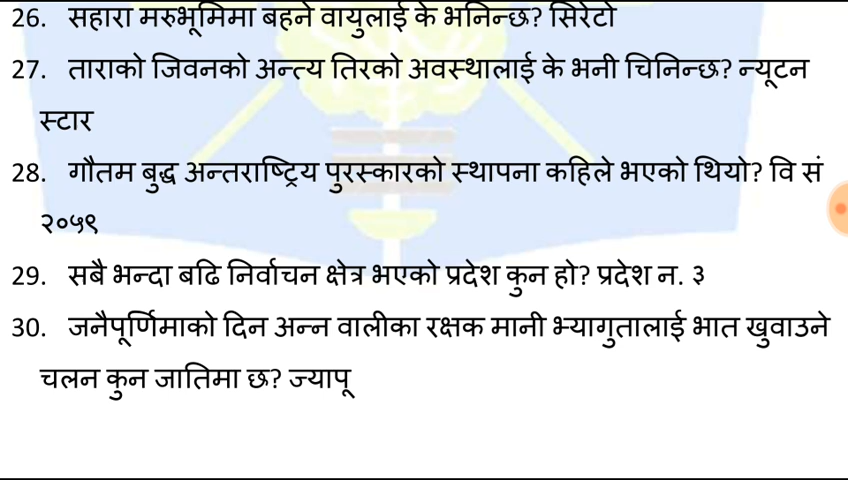 26. सहारा मरुभूमिमा बहने वायुलाई के भनिन्छ? सिरेटो
27. ताराको जिवनको अन्त्य तिरको अवस्थालाई के भनी चिनिन्छ? न्यूटन
स्टार
28. गौतम बुद्ध अन्तराष्ट्रिय पुरस्कारको स्थापना कहिले भएको थियो? वि सं
२०५९
29. सबै भन्दा बढि निर्वाचन क्षेत्र भएको प्रदेश कुन हो? प्रदेश न. ३
30. जनैपूर्णिमाको दिन अन्न वालीका रक्षक मानी भ्यागुतालाई भात खुवाउने
चलन कुन जातिमा छ? ज्यापू